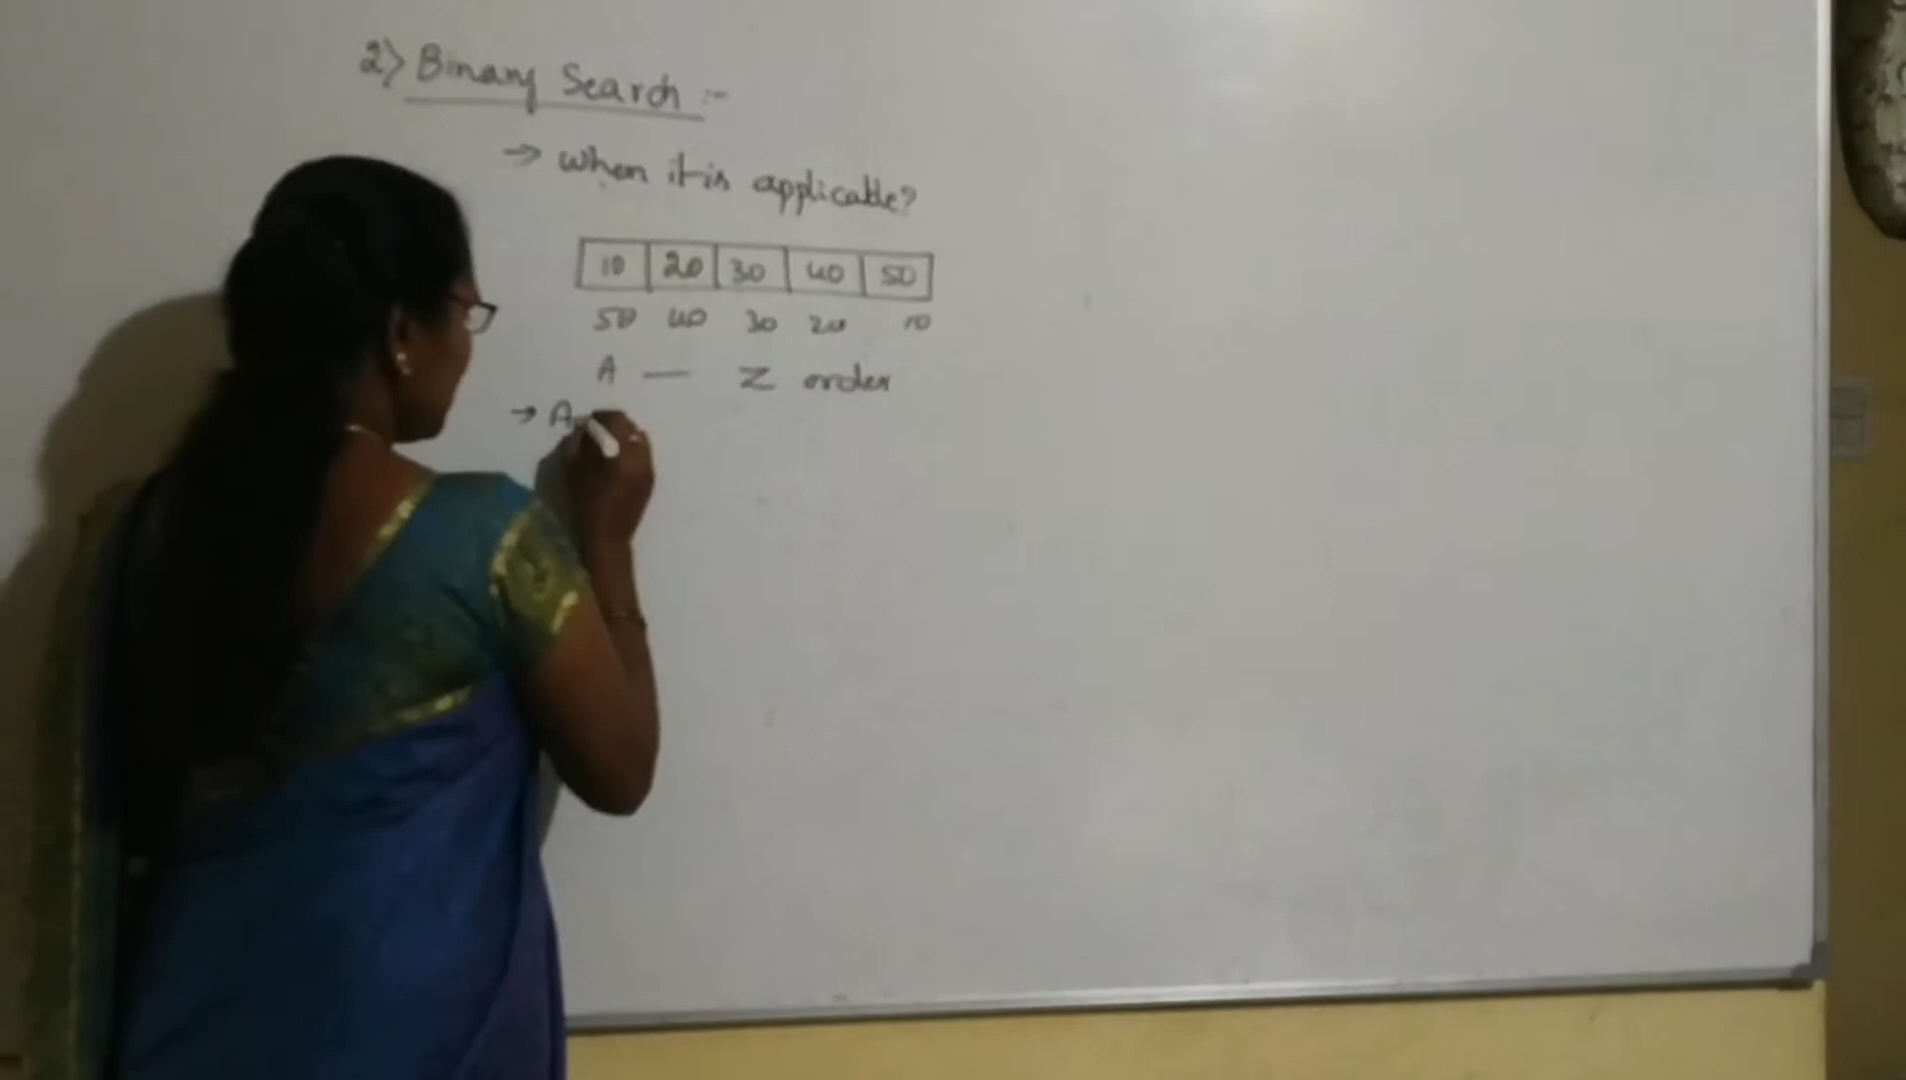 2) Binary Search :-
→ When it is applicable?
10 20 30 40 50
50 40 30 20 10
A — Z order
→ A